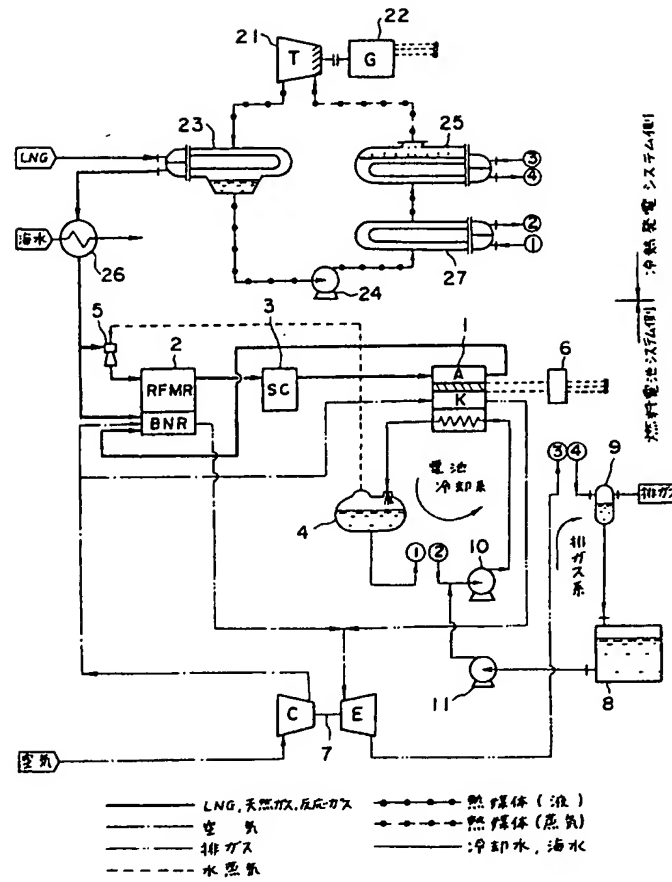 21
T
22
G
23
25
LNG
③
④
②
①
海水
26
24
27
冷熱発電システム側
燃料電池システム側
5
2
3
1
6
RFMR
SC
A
K
BNR
電池
冷却系
③ ④
9
排ガス
4
① ②
10
排ガス系
11
8
C
E
7
空気
LNG,天然ガス,反応ガス
空気
排ガス
水蒸気
熱媒体(液)
熱媒体(蒸気)
冷却水,海水